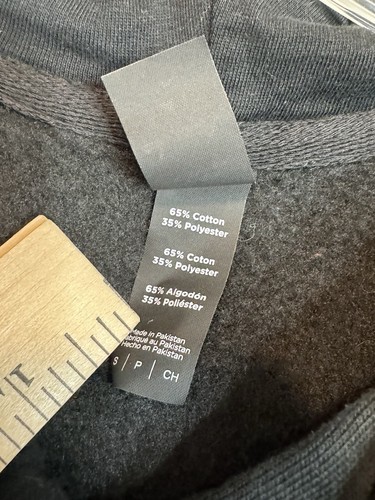 65% Cotton
35% Polyester
65% Coton
35% Polyester
65% Algodón
35% Poliéster
Made in Pakistan
Fabriqué au Pakistan
Hecho en Pakistan
S | P | CH